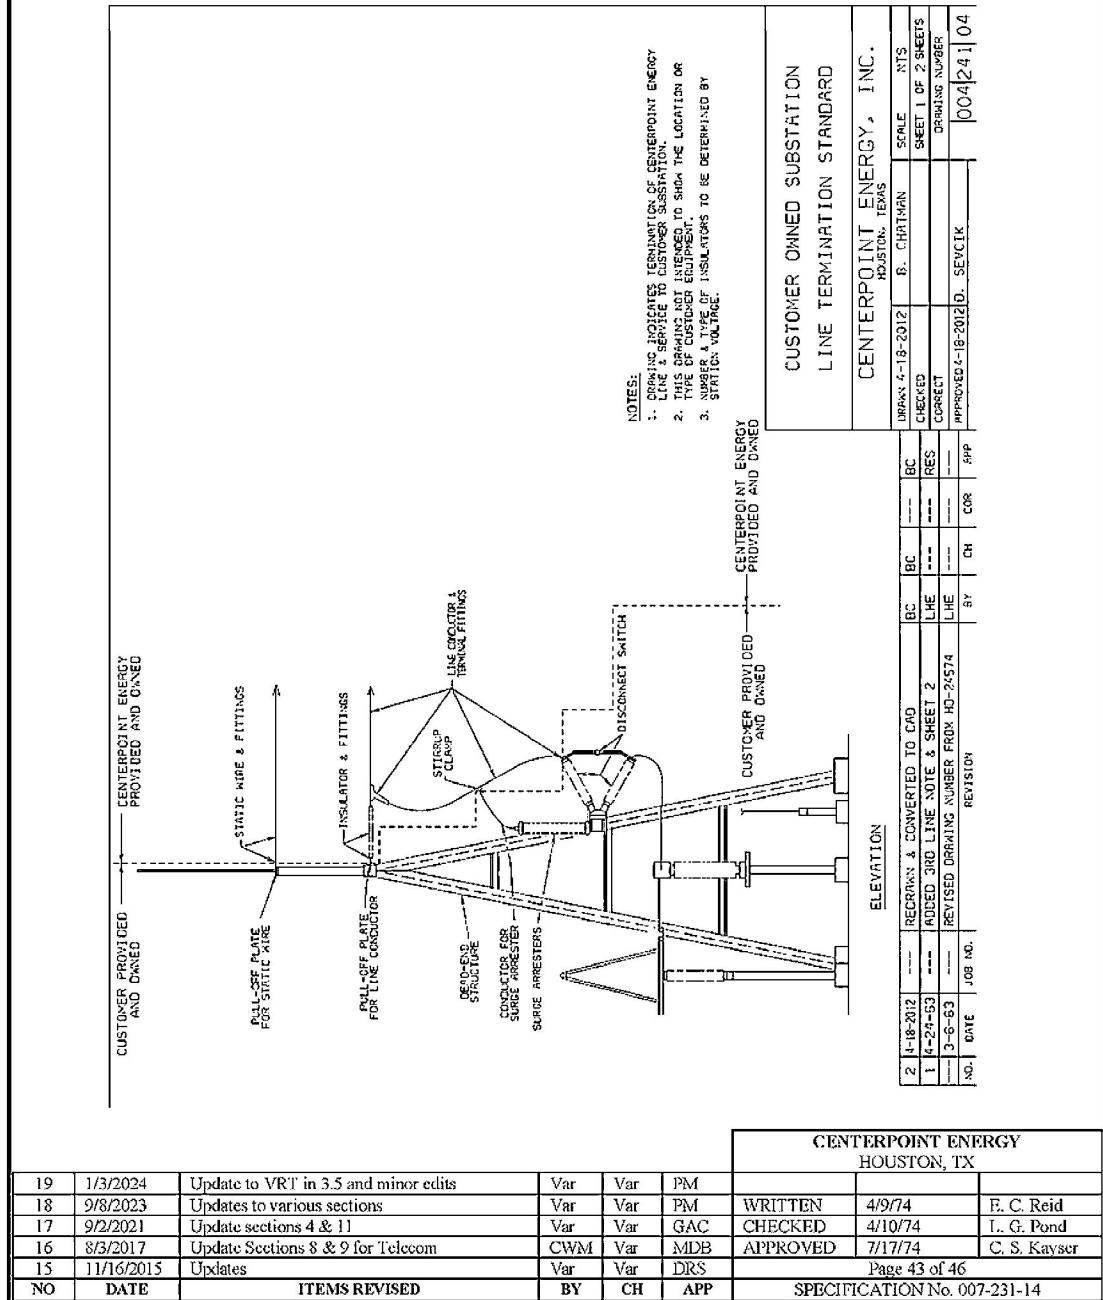 CUSTOMER PROVIDED
AND OWNED
CENTERPOINT ENERGY
PROVIDED AND OWNED
PULL-OFF PLATE
FOR STATIC WIRE
STATIC WIRE & FITTINGS
PULL-OFF PLATE
FOR LINE CONDUCTOR
INSULATOR & FITTINGS
DEAD-END
STRUCTURE
STIRRUP
CLAMP
LINE CONDUCTOR &
TERMINAL FITTINGS
CONDUCTOR FOR
SURGE ARRESTER
SURGE ARRESTERS
DISCONNECT SWITCH
CUSTOMER PROVIDED
AND OWNED
CENTERPOINT ENERGY
PROVIDED AND OWNED
ELEVATION
NOTES:
1. DRAWING INDICATES TERMINATION OF CENTERPOINT ENERGY
LINE & SERVICE TO CUSTOMER SUBSTATION.
2. THIS DRAWING NOT INTENDED TO SHOW THE LOCATION OR
TYPE OF CUSTOMER EQUIPMENT.
3. NUMBER & TYPE OF INSULATORS TO BE DETERMINED BY
STATION VOLTAGE.
CUSTOMER OWNED SUBSTATION
LINE TERMINATION STANDARD
CENTERPOINT ENERGY, INC.
HOUSTON, TEXAS
DRAWN 4-18-2012 B. CHATMAN SCALE NTS
CHECKED SHEET 1 OF 2 SHEETS
CORRECT DRAWING NUMBER
APPROVED 4-18-2012 D. SEVCIK 004 241 04
2 4-18-2012 --- REDRAWN & CONVERTED TO CAD BC BC --- BC
1 4-24-63 --- ADDED 3RD LINE NOTE & SHEET 2 LHE --- --- RES
--- 3-6-63 --- REVISED DRAWING NUMBER FROM HO-24574 LHE --- --- ---
NO. DATE JOB NO. REVISION BY CH COR APP
CENTERPOINT ENERGY
HOUSTON, TX
19 1/3/2024 Update to VRT in 3.5 and minor edits Var Var PM
18 9/8/2023 Updates to various sections Var Var PM WRITTEN 4/9/74 E. C. Reid
17 9/2/2021 Update sections 4 & 11 Var Var GAC CHECKED 4/10/74 L. G. Pond
16 8/3/2017 Update Sections 8 & 9 for Telecom CWM Var MDB APPROVED 7/17/74 C. S. Kayser
15 11/16/2015 Updates Var Var DRS Page 43 of 46
NO DATE ITEMS REVISED BY CH APP SPECIFICATION No. 007-231-14